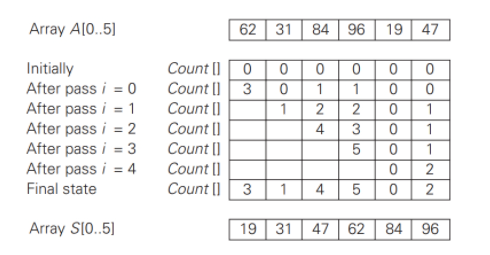 Array A[0..5] 62 31 84 96 19 47
Initially Count [] 0 0 0 0 0 0
After pass i = 0 Count [] 3 0 1 1 0 0
After pass i = 1 Count [] 1 2 2 0 1
After pass i = 2 Count [] 4 3 0 1
After pass i = 3 Count [] 5 0 1
After pass i = 4 Count [] 0 2
Final state Count [] 3 1 4 5 0 2
Array S[0..5] 19 31 47 62 84 96